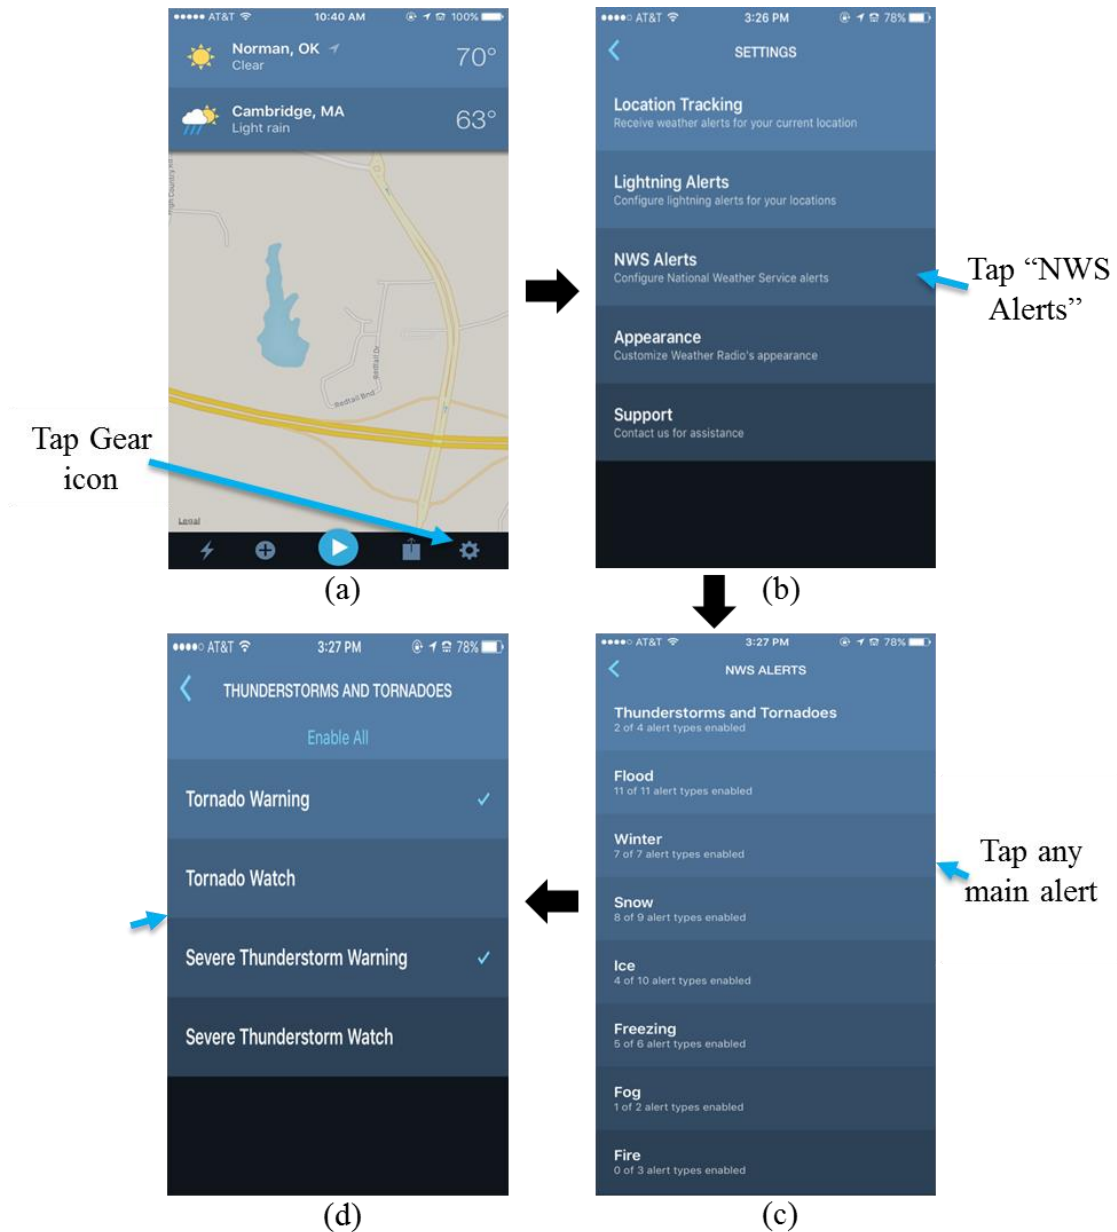 AT&T 10:40 AM 100%
Norman, OK 70°
Clear
Cambridge, MA 63°
Light rain
High Country Rd
Redtail Dr
Redtail Bnd
Legal
Tap Gear
icon
(a)
AT&T 3:26 PM 78%
SETTINGS
Location Tracking
Receive weather alerts for your current location
Lightning Alerts
Configure lightning alerts for your locations
NWS Alerts
Configure National Weather Service alerts
Appearance
Customize Weather Radio's appearance
Support
Contact us for assistance
Tap “NWS
Alerts”
(b)
AT&T 3:27 PM 78%
NWS ALERTS
Thunderstorms and Tornadoes
2 of 4 alert types enabled
Flood
11 of 11 alert types enabled
Winter
7 of 7 alert types enabled
Snow
8 of 9 alert types enabled
Ice
4 of 10 alert types enabled
Freezing
5 of 6 alert types enabled
Fog
1 of 2 alert types enabled
Fire
0 of 3 alert types enabled
Tap any
main alert
(c)
AT&T 3:27 PM 78%
THUNDERSTORMS AND TORNADOES
Enable All
Tornado Warning
Tornado Watch
Severe Thunderstorm Warning
Severe Thunderstorm Watch
(d)